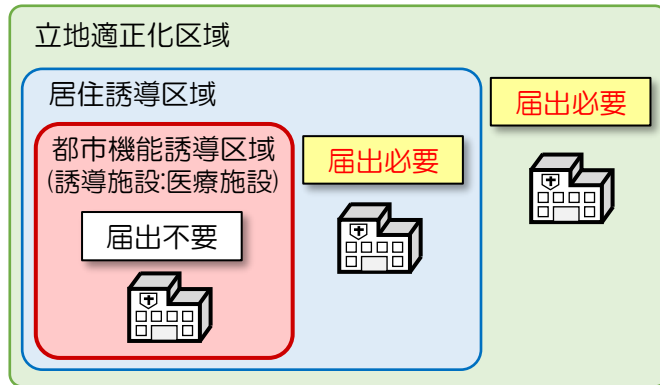 立地適正化区域
居住誘導区域
届出必要
都市機能誘導区域
(誘導施設:医療施設)
届出必要
届出不要